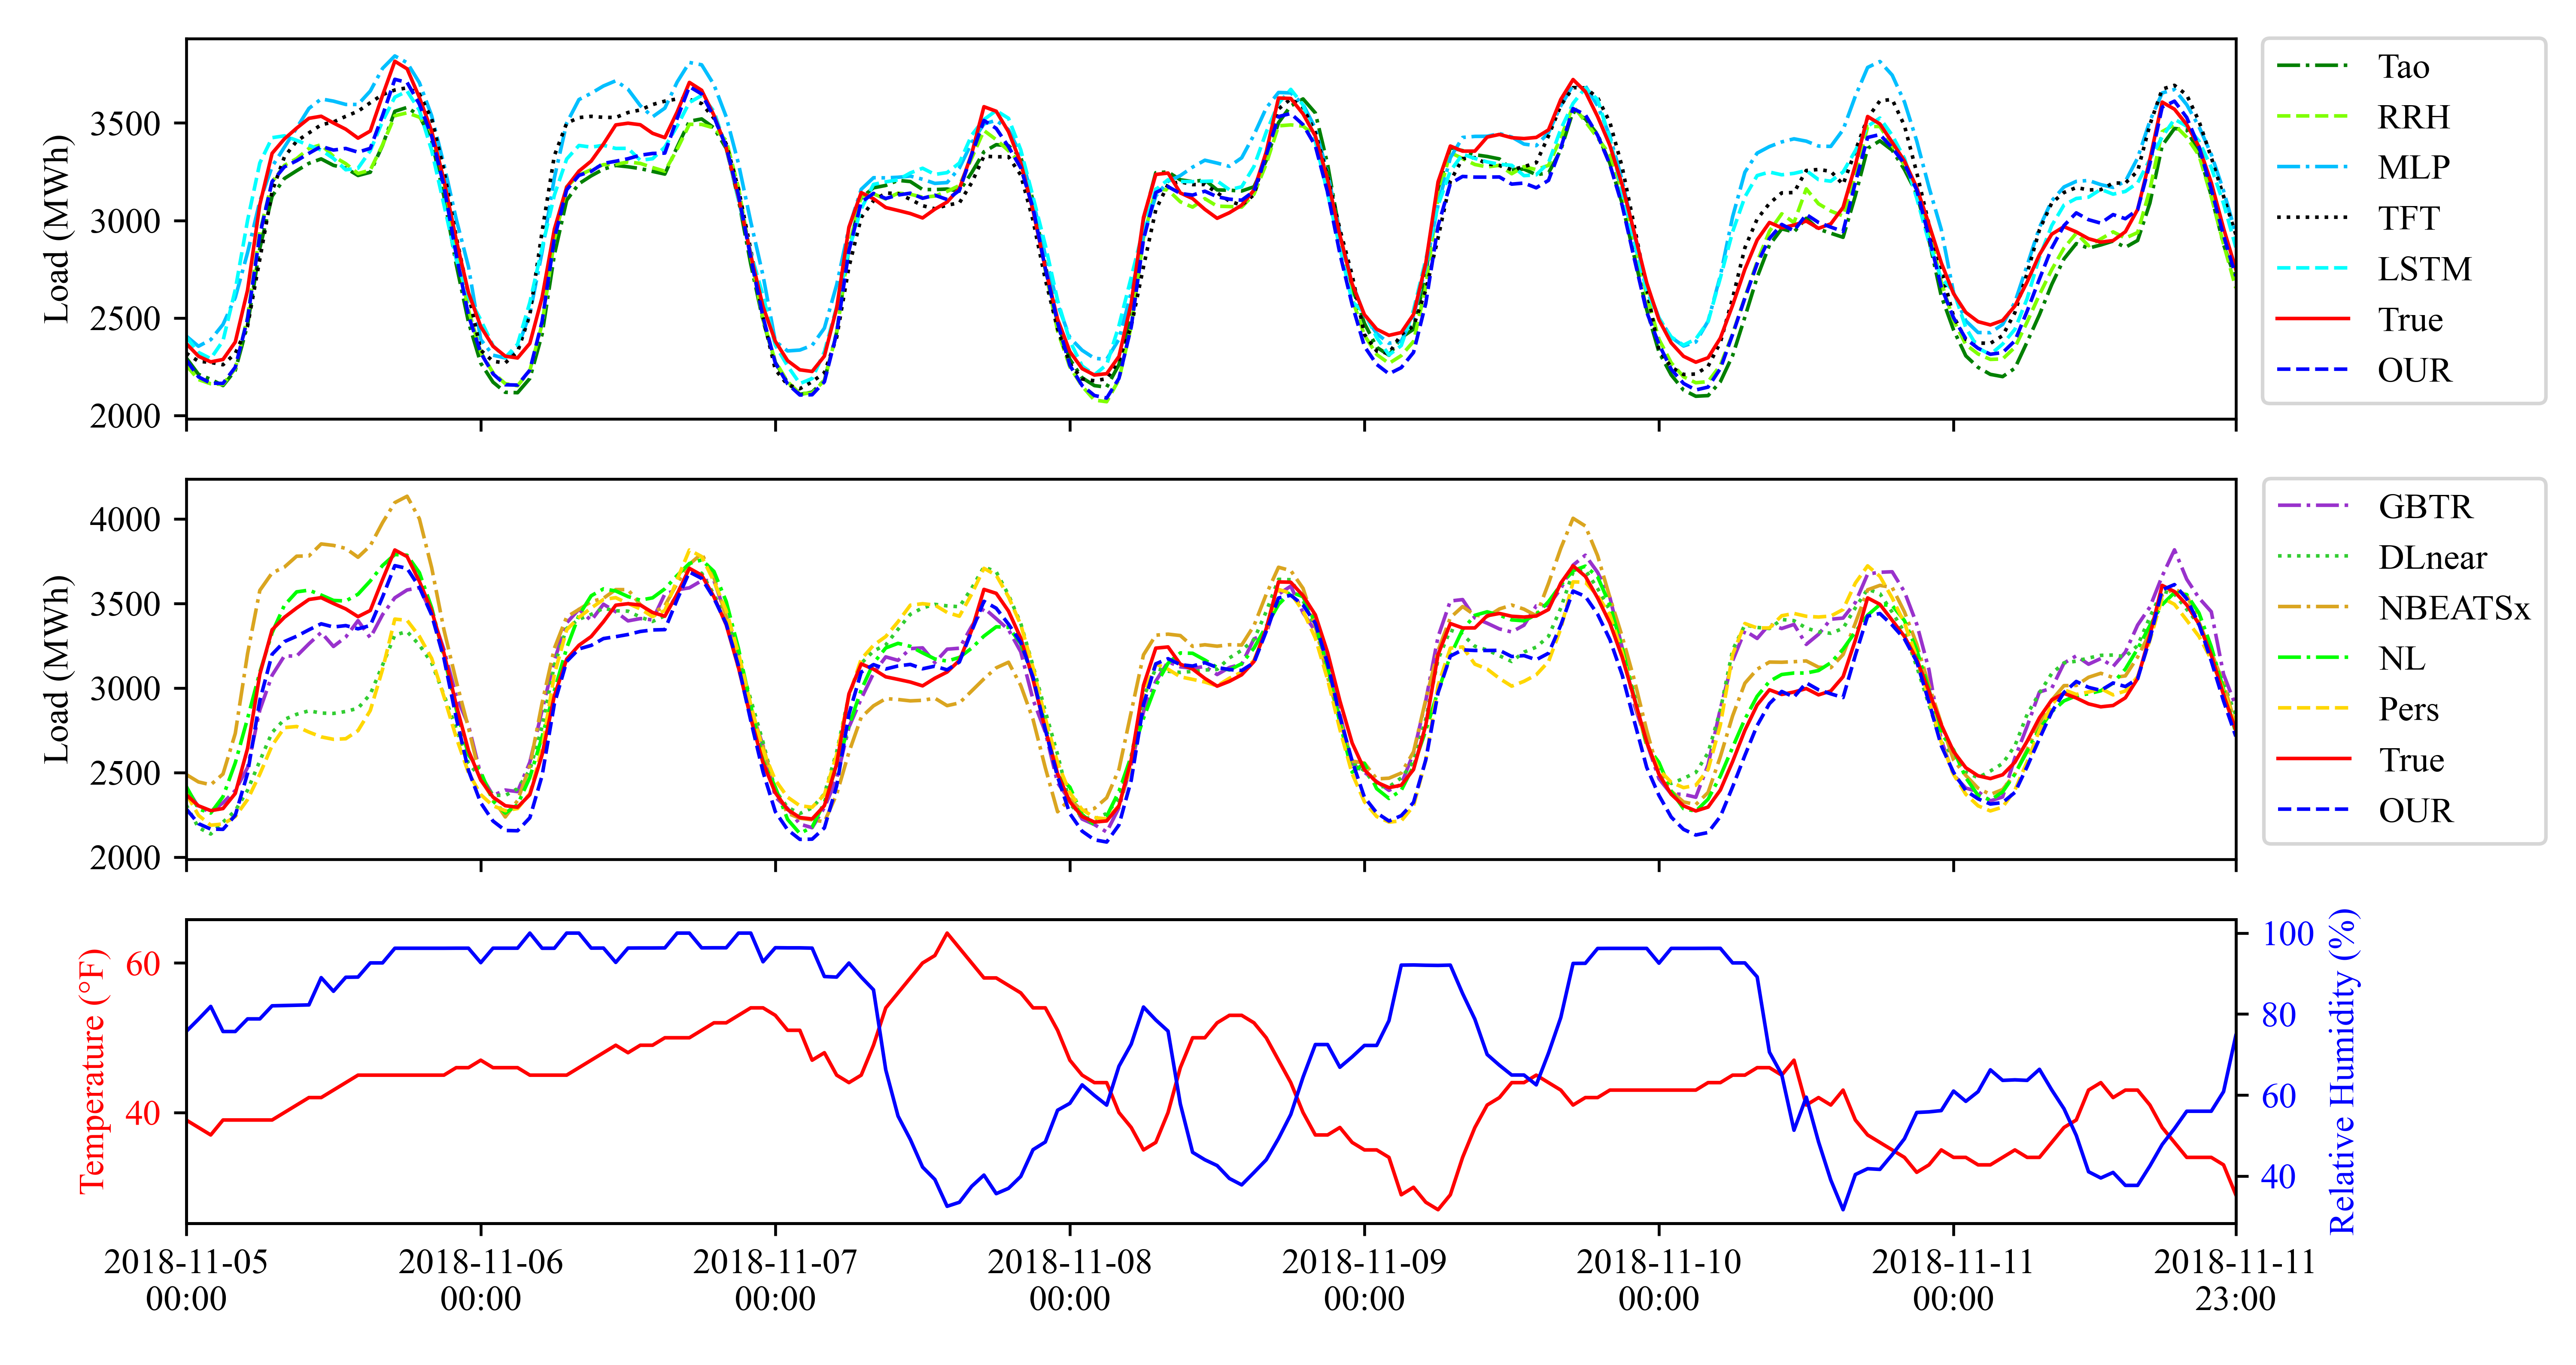 Load (MWh)
3500
3000
2500
2000
Tao
RRH
MLP
TFT
LSTM
True
OUR
Load (MWh)
4000
3500
3000
2500
2000
GBTR
DLnear
NBEATSx
NL
Pers
True
OUR
Temperature (°F)
60
40
100
80
60
40
Relative Humidity (%)
2018-11-05 2018-11-06 2018-11-07 2018-11-08 2018-11-09 2018-11-10 2018-11-11 2018-11-11
00:00 00:00 00:00 00:00 00:00 00:00 00:00 23:00